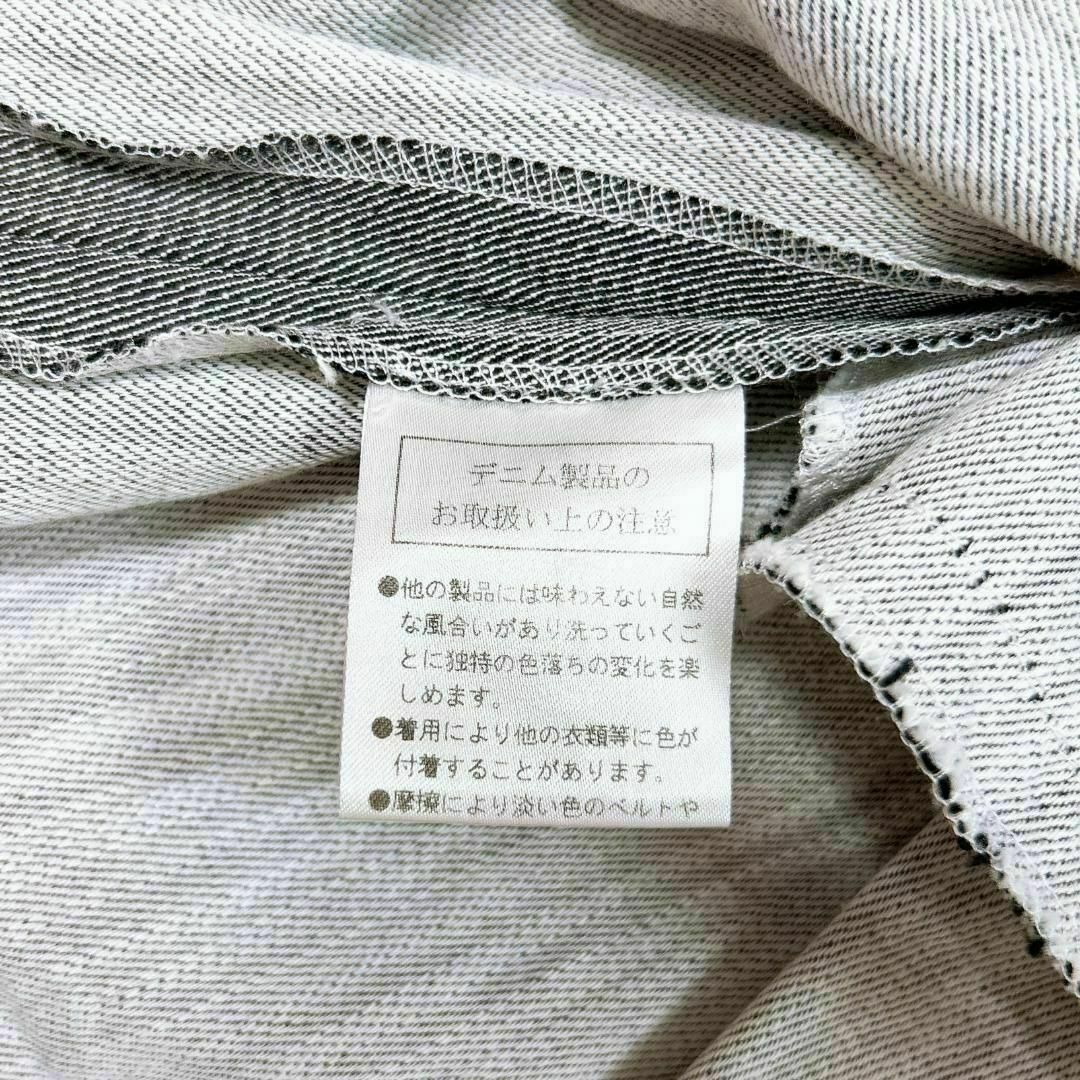 デニム製品の
お取扱い上の注意
●他の製品には味わえない自然
な風合いがあり洗っていくご
とに独特の色落ちの変化を楽
しめます。
●着用により他の衣類等に色が
付着することがあります。
●摩擦により淡い色のベルトや